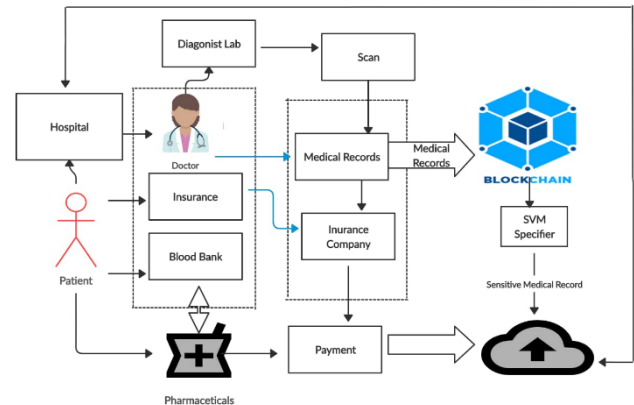 Diagonist Lab
Scan
Hospital
Doctor
Medical Records
Medical
Records
BLOCKCHAIN
Insurance
Inurance
Company
SVM
Specifier
Blood Bank
Patient
Sensitive Medical Record
Payment
Pharmaceticals